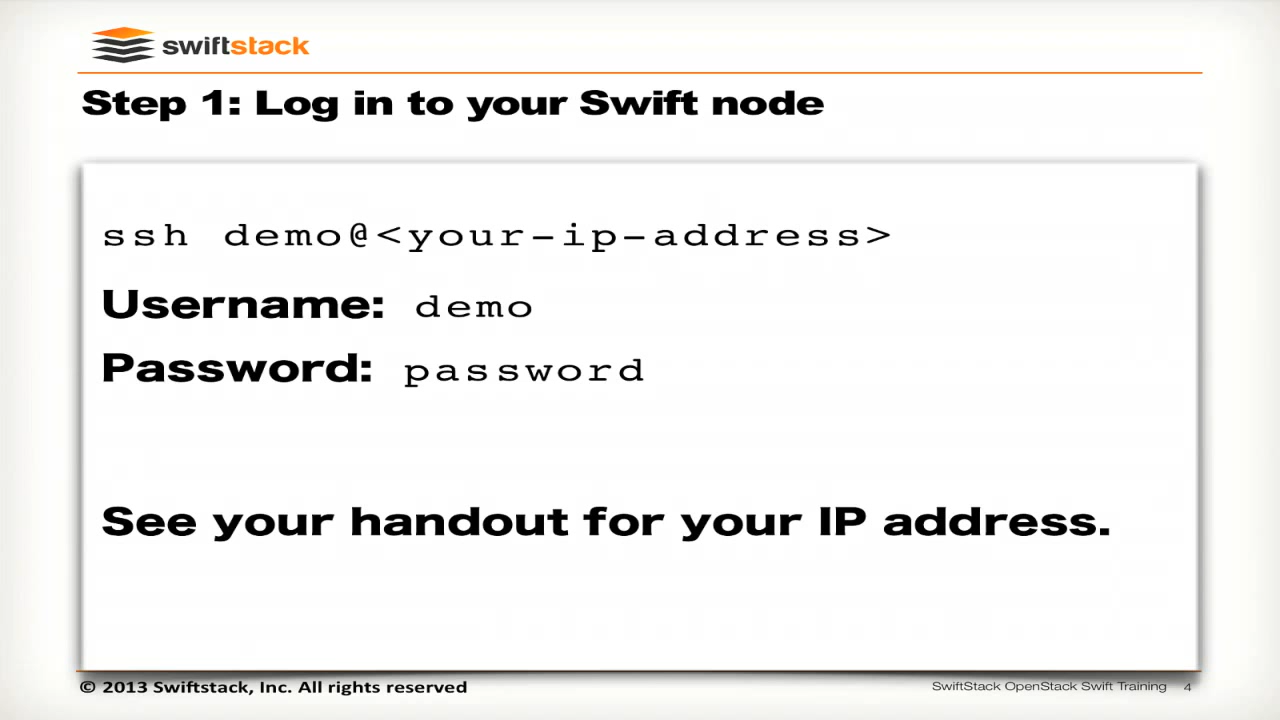 swiftstack
Step 1: Log in to your Swift node
ssh demo@<your-ip-address>
Username: demo
Password: password
See your handout for your IP address.
© 2013 Swiftstack, Inc. All rights reserved
SwiftStack OpenStack Swift Training 4